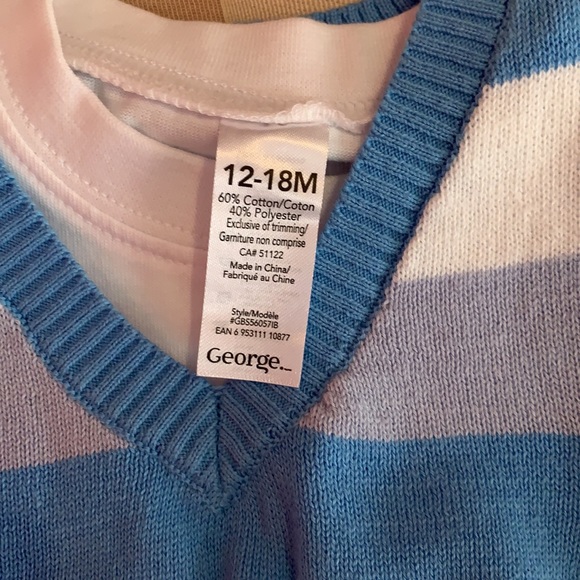 12-18M
60% Cotton/Coton
40% Polyester
Exclusive of trimming/
Garniture non comprise
CA# 51122
Made in China/
Fabriqué au Chine
Style/Modèle
#GBS56057IB
EAN 6 953111 10877
George._